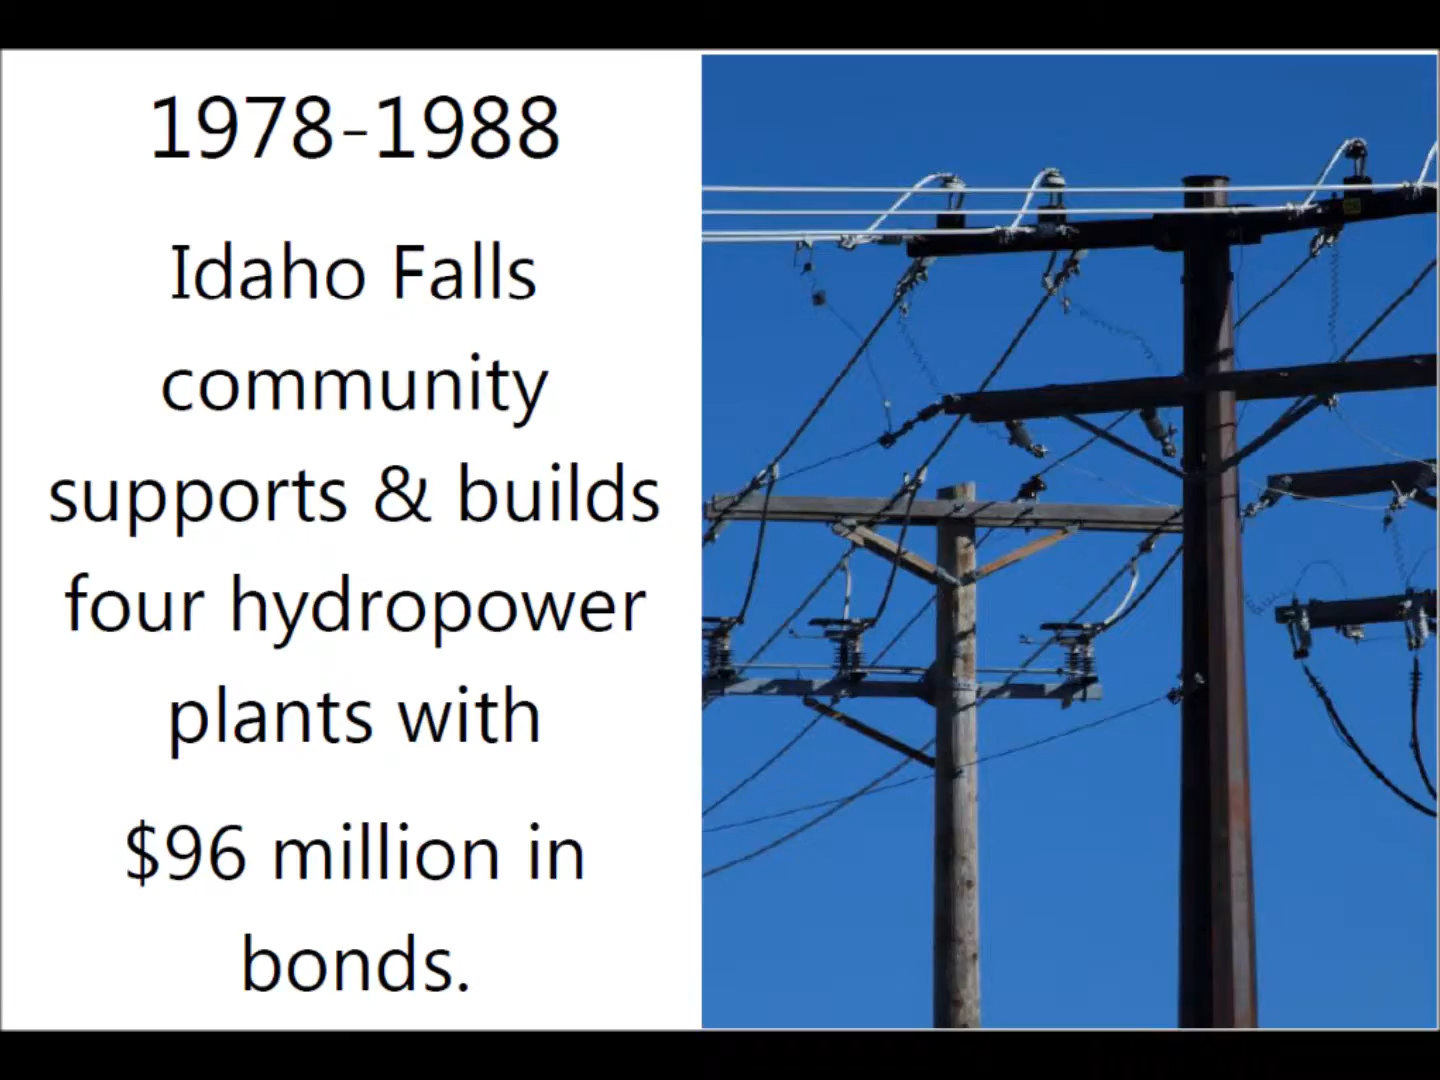 1978-1988
Idaho Falls
community
supports & builds
four hydropower
plants with
$96 million in
bonds.